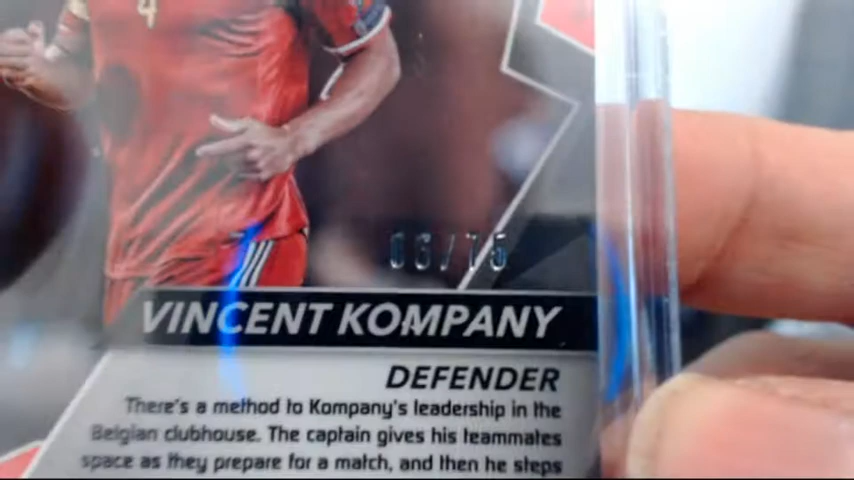 4
VINCENT KOMPANY
DEFENDER
There's a method to Kompany's leadership in the
Belgian clubhouse. The captain gives his teammates
space as they prepare for a match, and then he steps